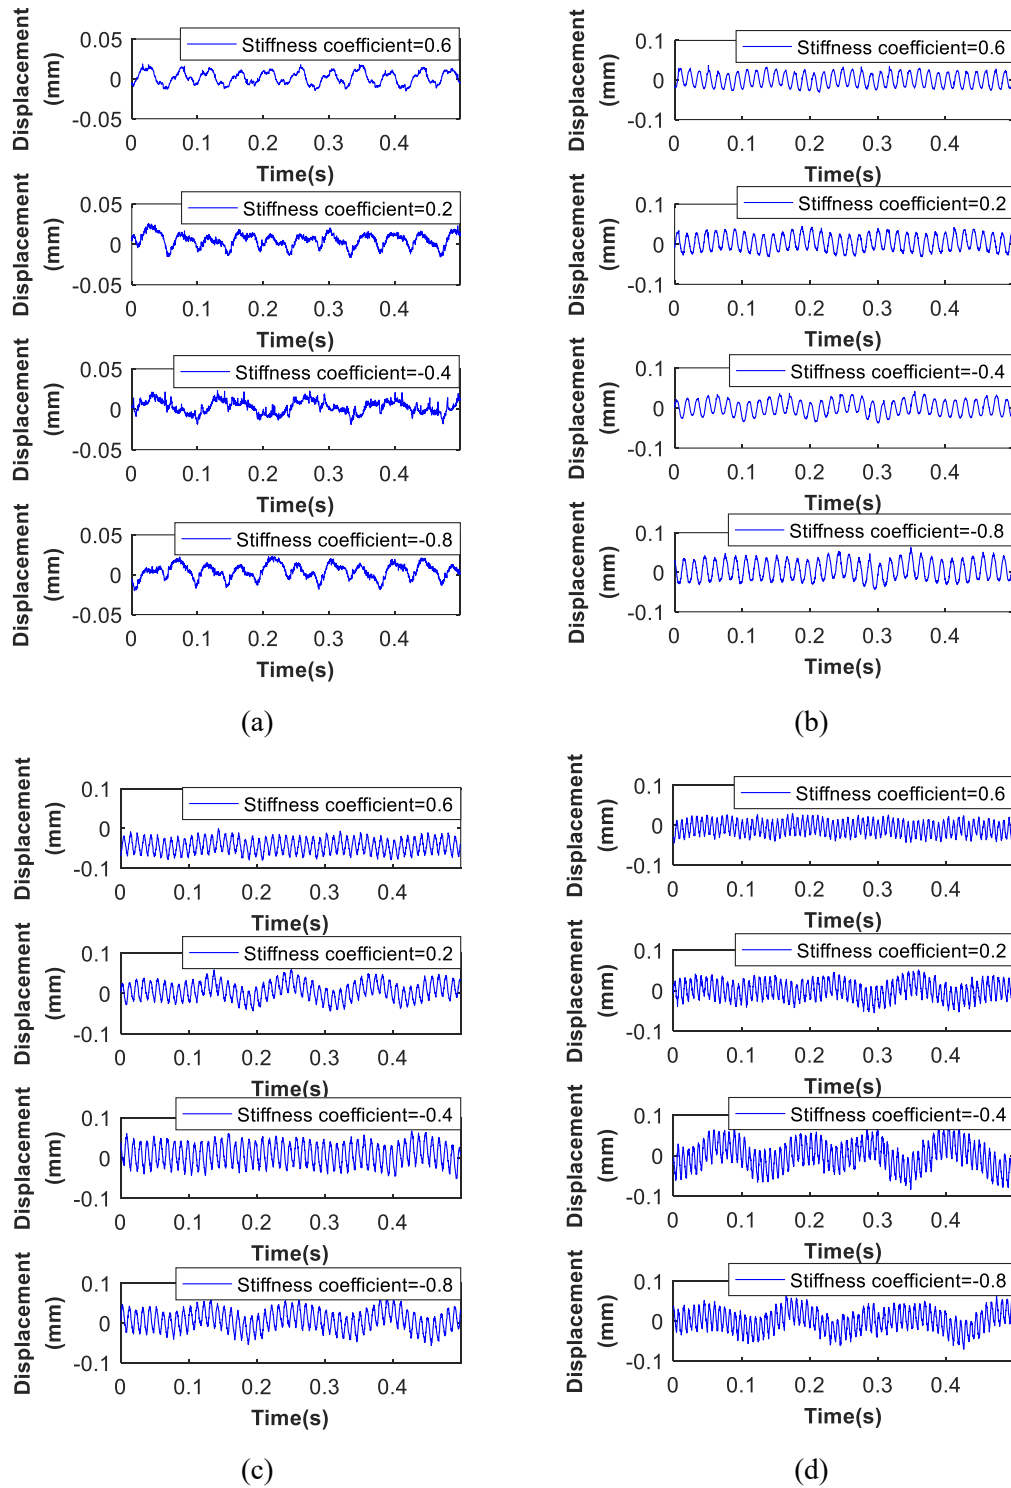 Stiffness coefficient=0.6
0.05
0
-0.05
Displacement
(mm)
0 0.1 0.2 0.3 0.4
Time(s)
Stiffness coefficient=0.2
0.05
0
-0.05
Displacement
(mm)
0 0.1 0.2 0.3 0.4
Time(s)
Stiffness coefficient=-0.4
0.05
0
-0.05
Displacement
(mm)
0 0.1 0.2 0.3 0.4
Time(s)
Stiffness coefficient=-0.8
0.05
0
-0.05
Displacement
(mm)
0 0.1 0.2 0.3 0.4
Time(s)
(a)
Stiffness coefficient=0.6
0.1
0
-0.1
Displacement
(mm)
0 0.1 0.2 0.3 0.4
Time(s)
Stiffness coefficient=0.2
0.1
0
-0.1
Displacement
(mm)
0 0.1 0.2 0.3 0.4
Time(s)
Stiffness coefficient=-0.4
0.1
0
-0.1
Displacement
(mm)
0 0.1 0.2 0.3 0.4
Time(s)
Stiffness coefficient=-0.8
0.1
0
-0.1
Displacement
(mm)
0 0.1 0.2 0.3 0.4
Time(s)
(b)
Stiffness coefficient=0.6
0.1
0
-0.1
Displacement
(mm)
0 0.1 0.2 0.3 0.4
Time(s)
Stiffness coefficient=0.2
0.1
0
-0.1
Displacement
(mm)
0 0.1 0.2 0.3 0.4
Time(s)
Stiffness coefficient=-0.4
0.1
0
-0.1
Displacement
(mm)
0 0.1 0.2 0.3 0.4
Time(s)
Stiffness coefficient=-0.8
0.1
0
-0.1
Displacement
(mm)
0 0.1 0.2 0.3 0.4
Time(s)
(c)
Stiffness coefficient=0.6
0.1
0
-0.1
Displacement
(mm)
0 0.1 0.2 0.3 0.4
Time(s)
Stiffness coefficient=0.2
0.1
0
-0.1
Displacement
(mm)
0 0.1 0.2 0.3 0.4
Time(s)
Stiffness coefficient=-0.4
0.1
0
-0.1
Displacement
(mm)
0 0.1 0.2 0.3 0.4
Time(s)
Stiffness coefficient=-0.8
0.1
0
-0.1
Displacement
(mm)
0 0.1 0.2 0.3 0.4
Time(s)
(d)